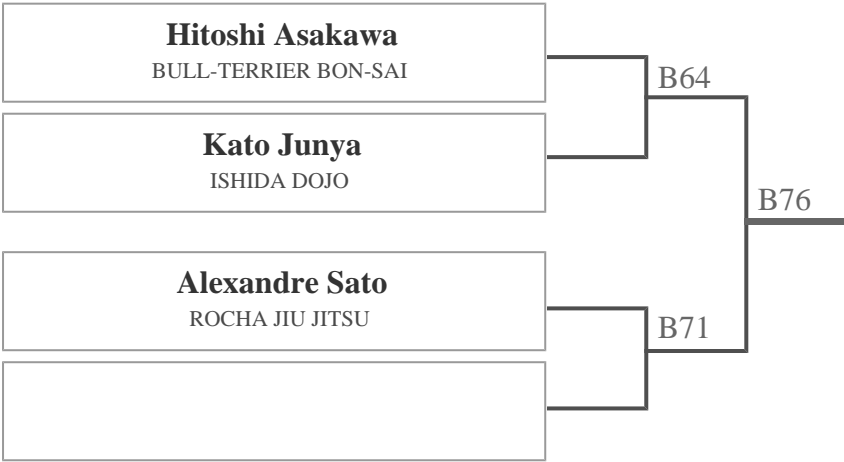 Hitoshi Asakawa
BULL-TERRIER BON-SAI
B64
Kato Junya
ISHIDA DOJO
B76
Alexandre Sato
ROCHA JIU JITSU
B71